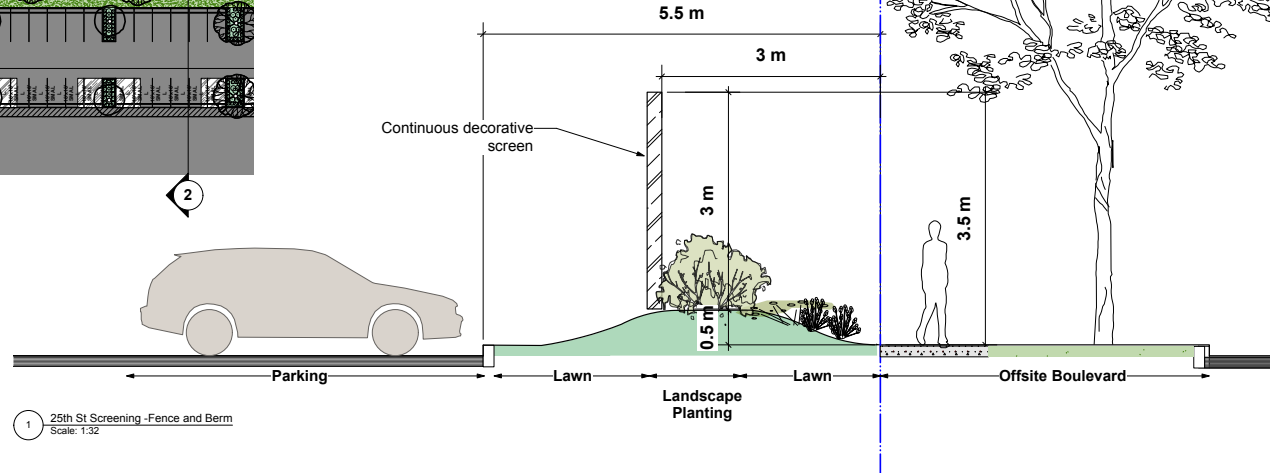 5.5 m
3 m
Continuous decorative
screen
2
3 m
3.5 m
0.5 m
Parking
Lawn
Lawn
Offsite Boulevard
Landscape
Planting
1
25th St Screening -Fence and Berm
Scale: 1:32